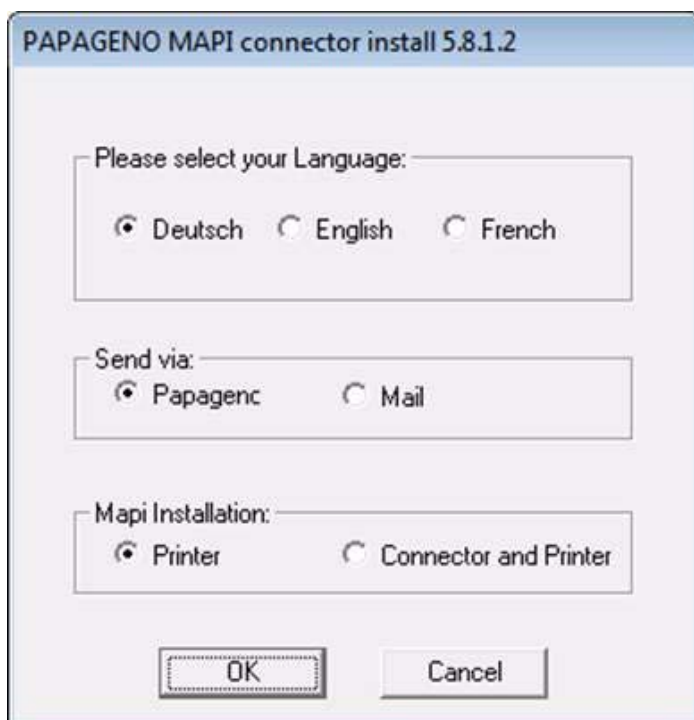 PAPAGENO MAPI connector install 5.8.1.2
Please select your Language:
Deutsch English French
Send via:
Papagenc Mail
Mapi Installation:
Printer Connector and Printer
OK Cancel